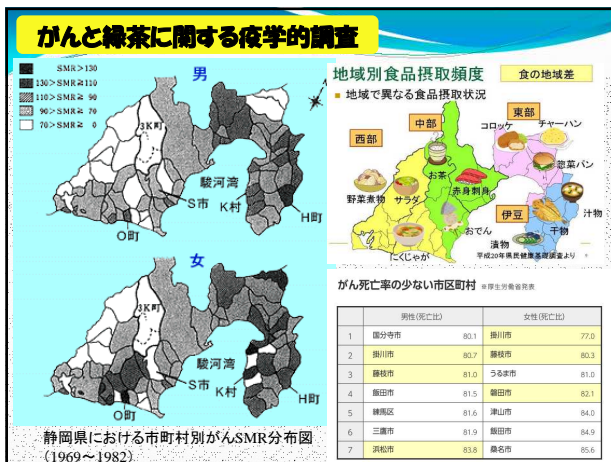 がんと緑茶に関する疫学的調査
SMR>130
130>SMR≧110
110>SMR≧ 90
90>SMR≧ 70
70>SMR≧ 0
男
3K町
駿河湾
S市
K村
H町
O町
女
3K町
駿河湾
S市
K村
H町
O町
静岡県における市町村別がんSMR分布図
(1969〜1982)
地域別食品摂取頻度
食の地域差
■ 地域で異なる食品摂取状況
東部
中部
コロッケ
チャーハン
西部
お茶
惣菜パン
野菜煮物
サラダ
赤身刺身
伊豆
汁物
おでん
干物
漬物
にくじゃが
平成20年県民健康基礎調査より
がん死亡率の少ない市区町村 ※厚生労働省発表
男性(死亡比) 女性(死亡比)
1 国分寺市 80.1 掛川市 77.0
2 掛川市 80.7 藤枝市 80.3
3 藤枝市 81.0 うるま市 81.0
4 飯田市 81.5 磐田市 82.1
5 練馬区 81.6 津山市 84.0
6 三鷹市 81.9 飯田市 84.9
7 浜松市 83.8 桑名市 85.6